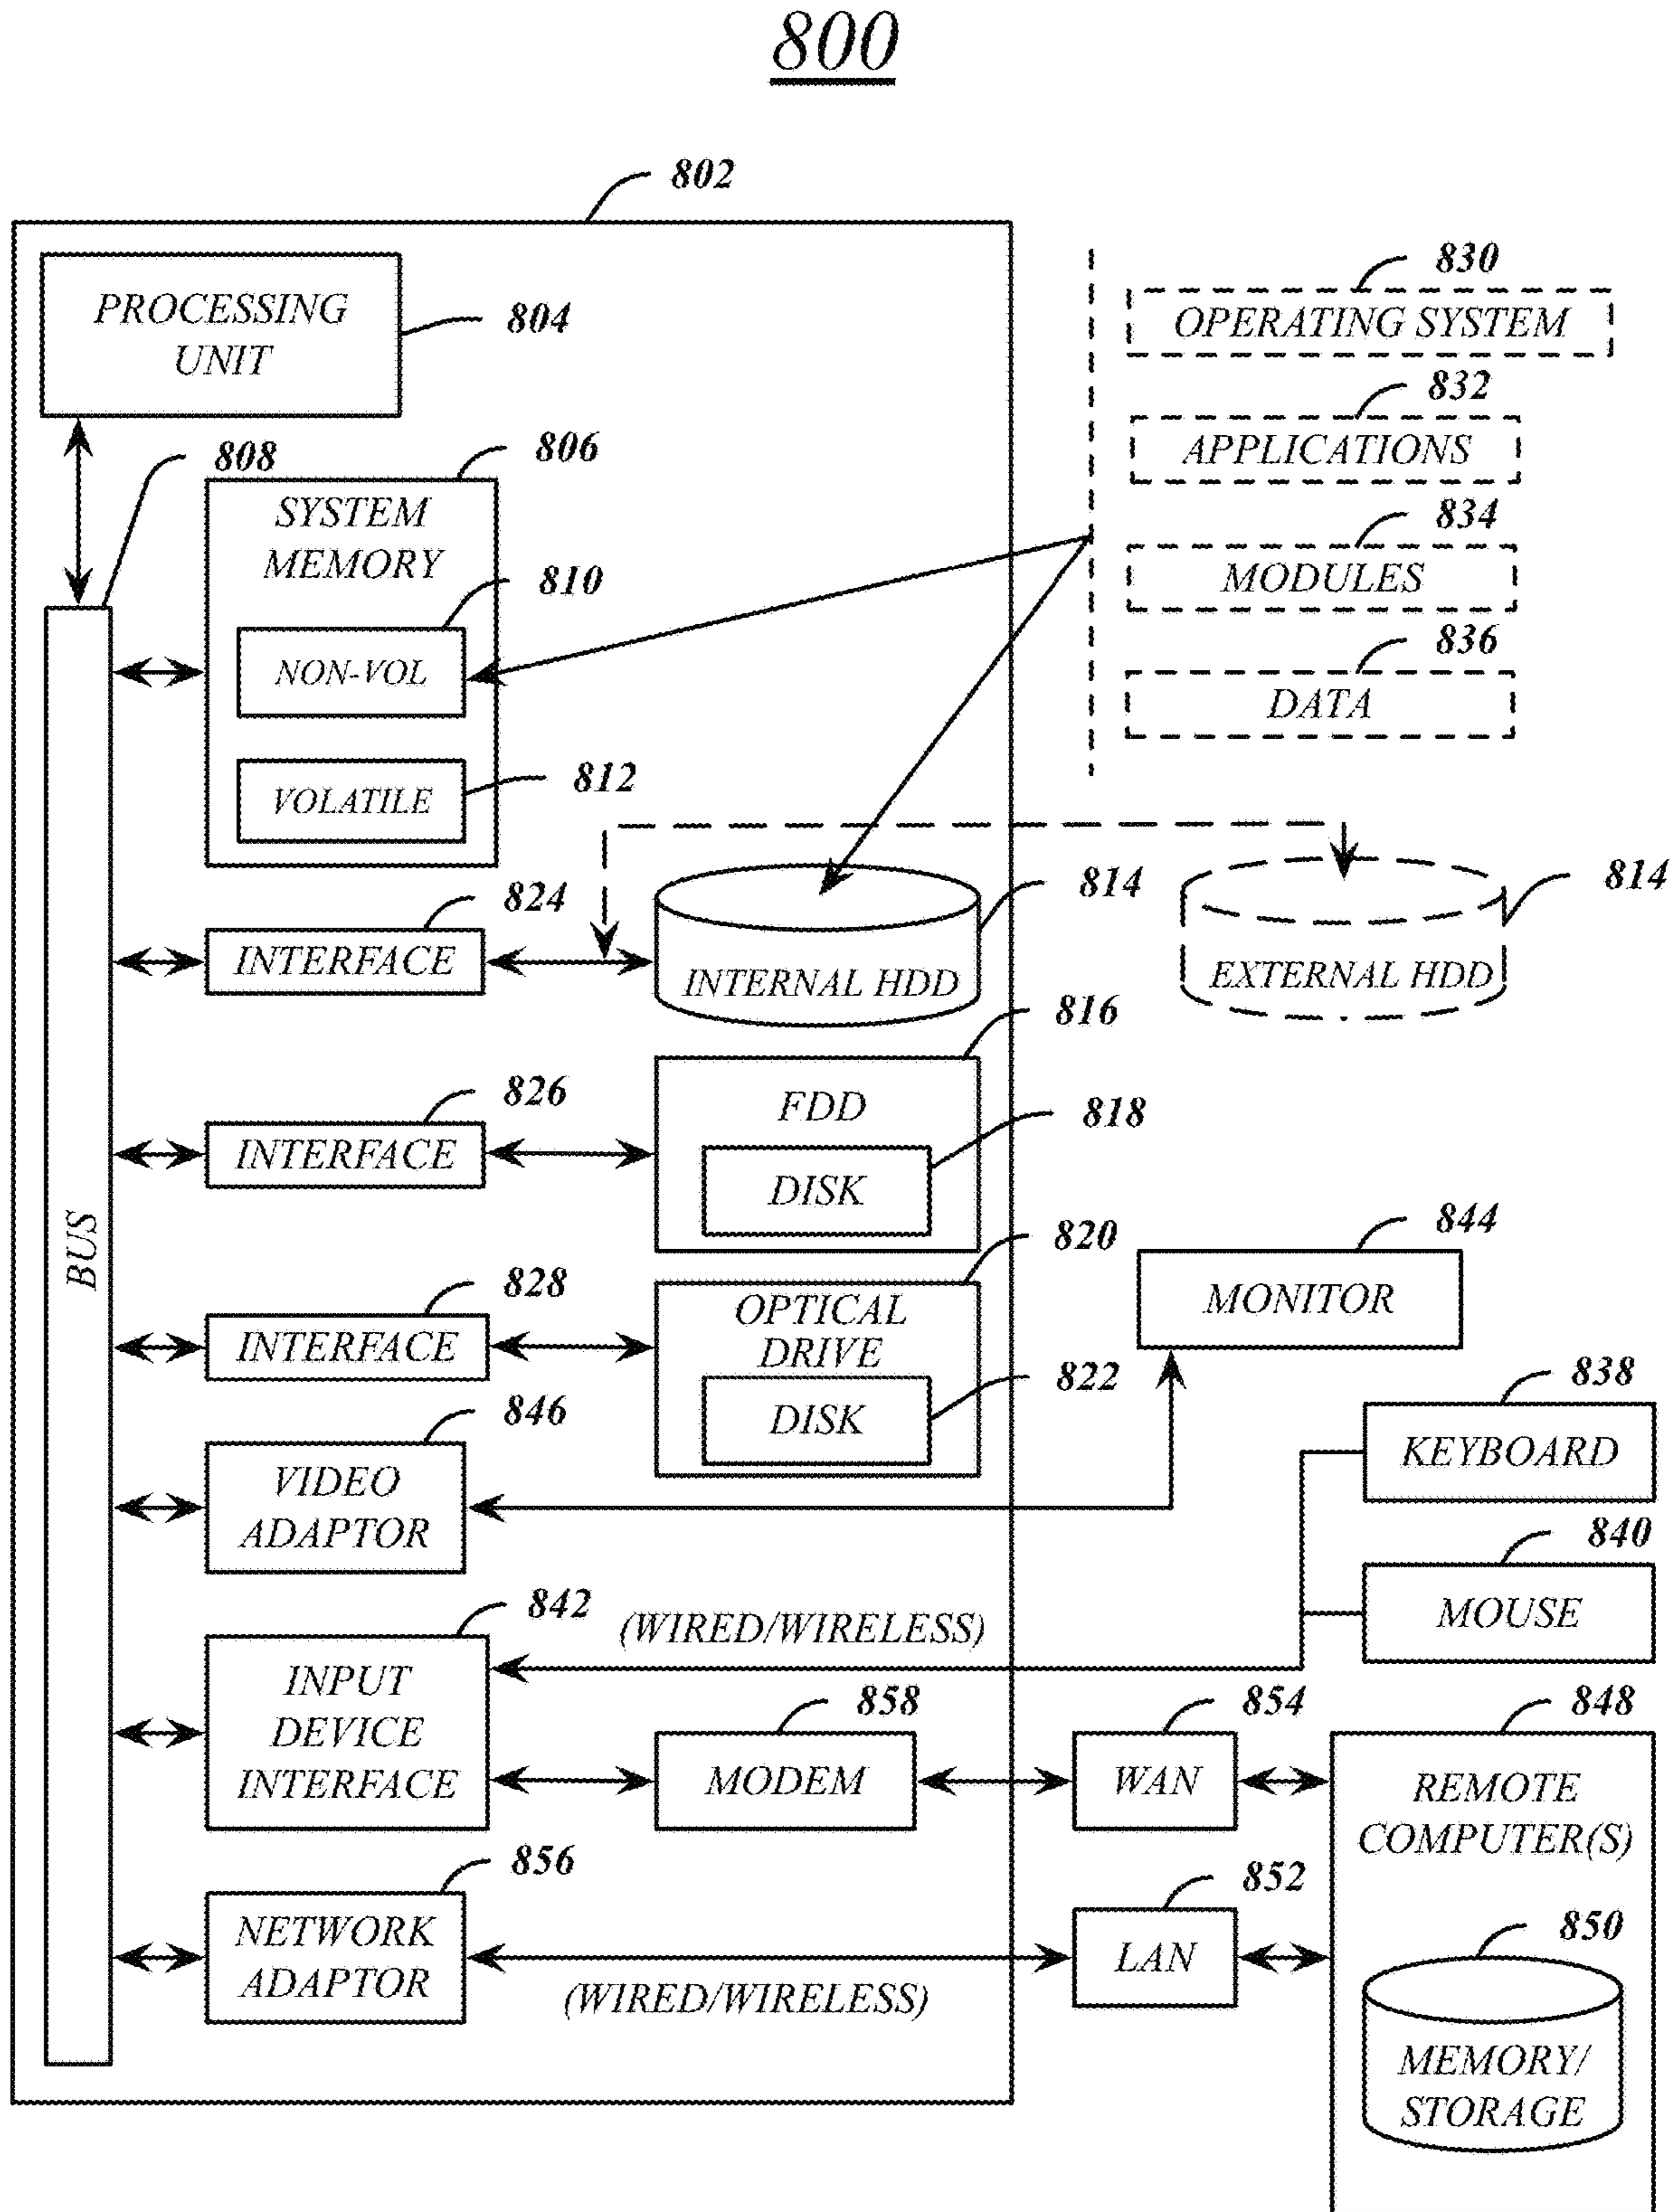 800
802
PROCESSING
UNIT
804
830
OPERATING SYSTEM
832
APPLICATIONS
834
MODULES
836
DATA
808
806
SYSTEM
MEMORY
810
NON-VOL
812
VOLATILE
BUS
824
INTERFACE
814
INTERNAL HDD
814
EXTERNAL HDD
826
INTERFACE
816
FDD
818
DISK
828
INTERFACE
820
OPTICAL
DRIVE
822
DISK
844
MONITOR
846
VIDEO
ADAPTOR
838
KEYBOARD
840
MOUSE
842
INPUT
DEVICE
INTERFACE
(WIRED/WIRELESS)
858
MODEM
854
WAN
848
REMOTE
COMPUTER(S)
856
NETWORK
ADAPTOR
(WIRED/WIRELESS)
852
LAN
850
MEMORY/
STORAGE